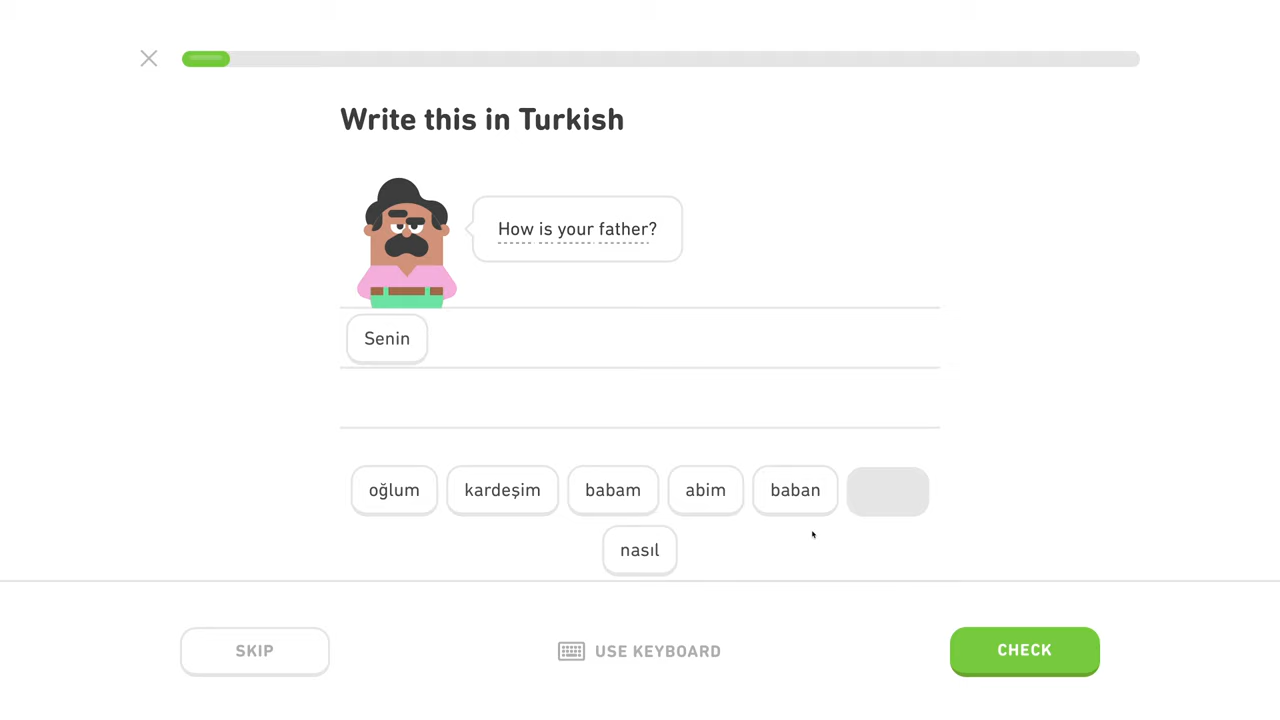 Write this in Turkish
How is your father?
Senin
oğlum kardeşim babam abim baban
nasıl
SKIP USE KEYBOARD CHECK